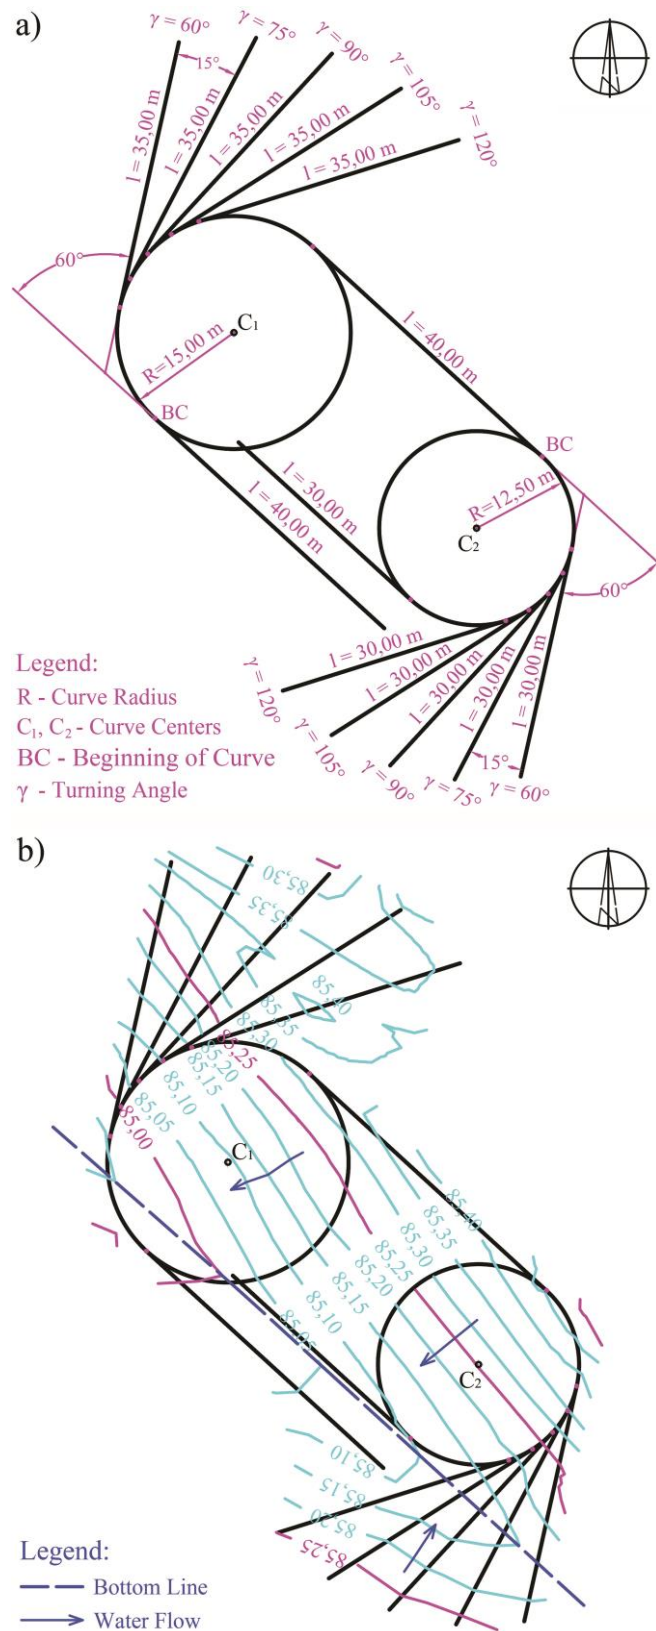 a)
γ = 60°
γ = 75°
γ = 90°
γ = 105°
γ = 120°
15°
l = 35,00 m
l = 35,00 m
l = 35,00 m
l = 35,00 m
l = 35,00 m
N
60°
C₁
R=15,00 m
BC
l = 40,00 m
BC
l = 30,00 m
l = 40,00 m
R=12,50 m
C₂
60°
l = 30,00 m
l = 30,00 m
l = 30,00 m
l = 30,00 m
l = 30,00 m
15°
γ = 120°
γ = 105°
γ = 90°
γ = 75°
γ = 60°
Legend:
R - Curve Radius
C₁, C₂ - Curve Centers
BC - Beginning of Curve
γ - Turning Angle
b)
N
85,30
85,35
85,40
85,35
85,30
85,25
85,20
85,15
85,10
85,05
85,00
C₁
85,40
85,35
85,30
85,25
85,20
85,15
85,10
85,05
C₂
85,10
85,15
85,20
85,25
Legend:
Bottom Line
Water Flow